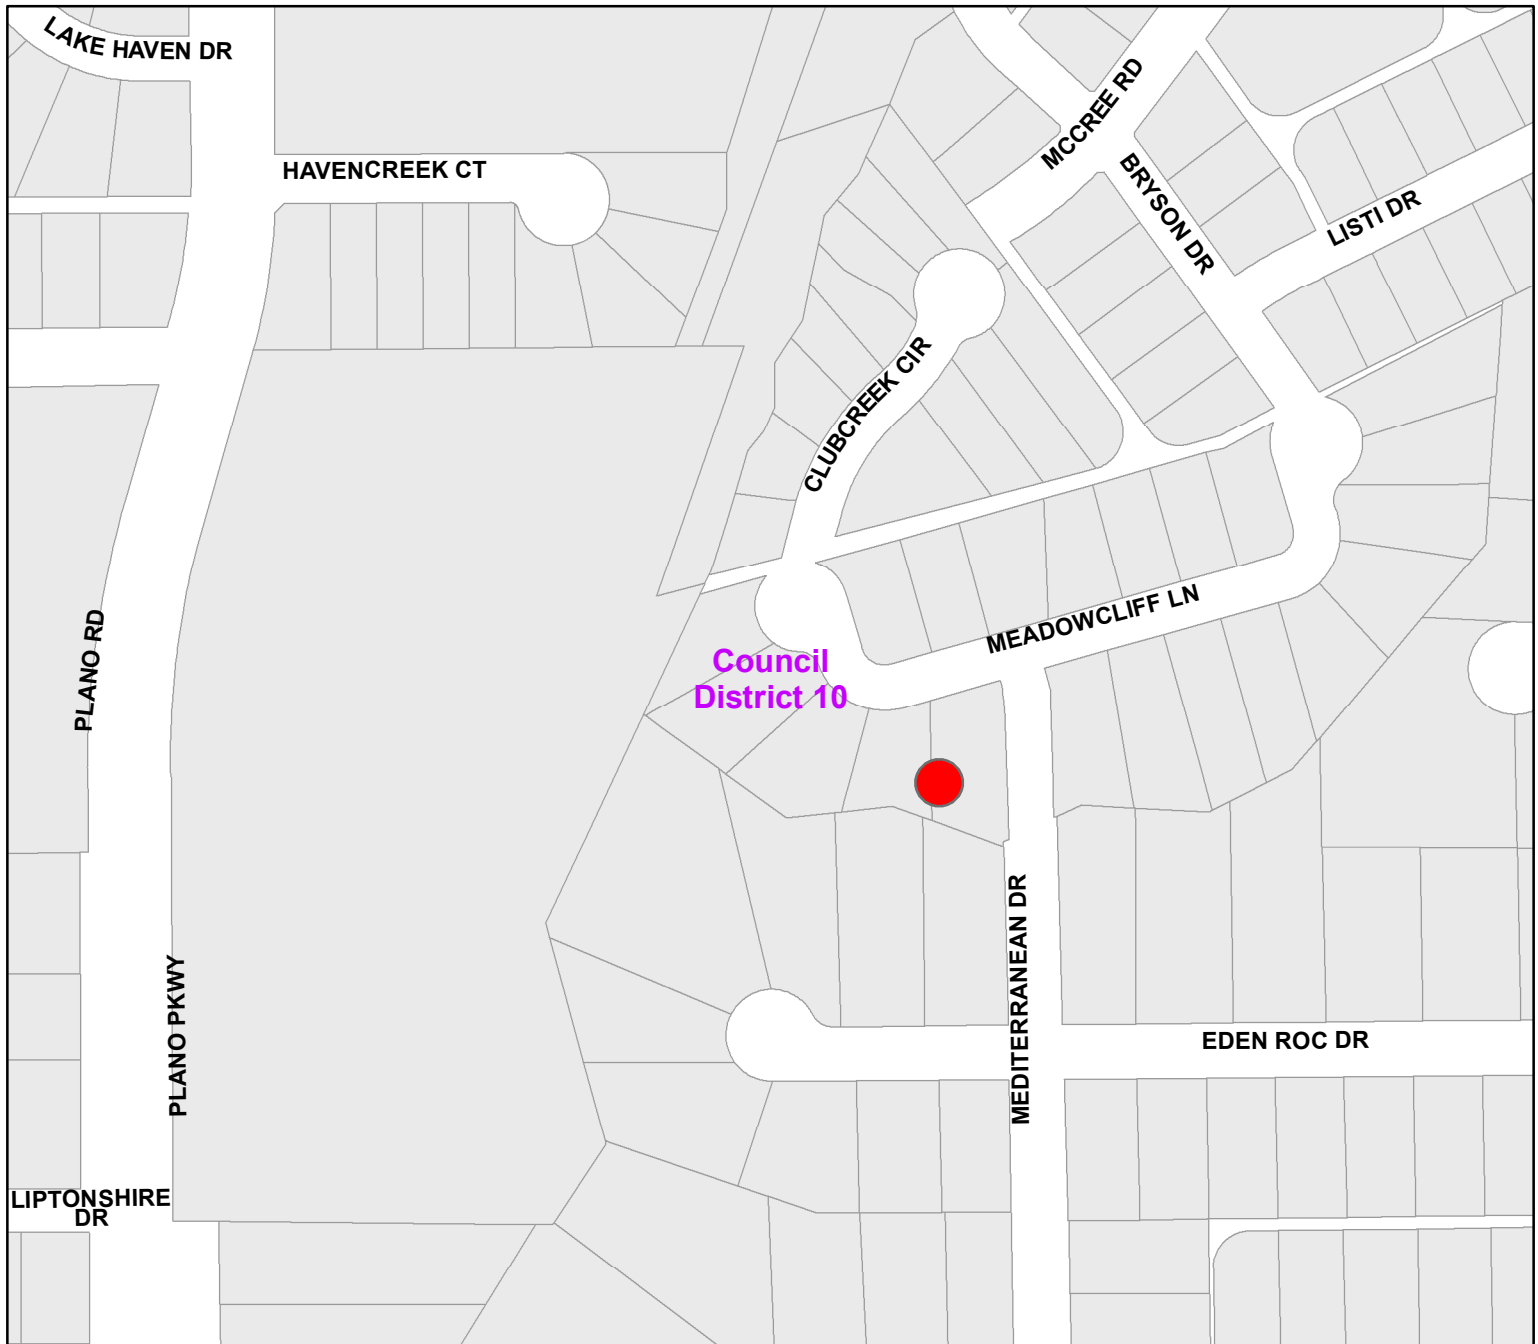 LAKE HAVEN DR
HAVENCREEK CT
MCCREE RD
BRYSON DR
LISTI DR
CLUBCREEK CIR
MEADOWCLIFF LN
PLANO RD
Council
District 10
MEDITERRANEAN DR
PLANO PKWY
EDEN ROC DR
LIPTONSHIRE
DR